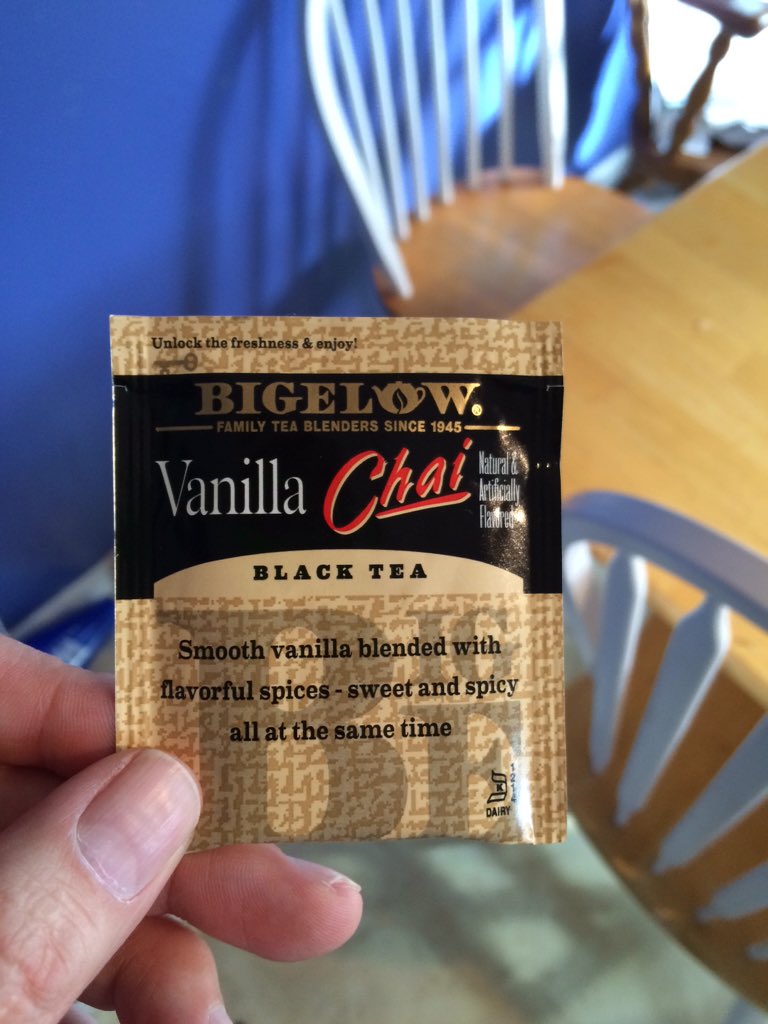 Unlock the freshness & enjoy!
BIGELOW®
FAMILY TEA BLENDERS SINCE 1945
Vanilla Chai
Natural &
Artificially
Flavored
BLACK TEA
Smooth vanilla blended with
flavorful spices - sweet and spicy
all at the same time
K
DAIRY